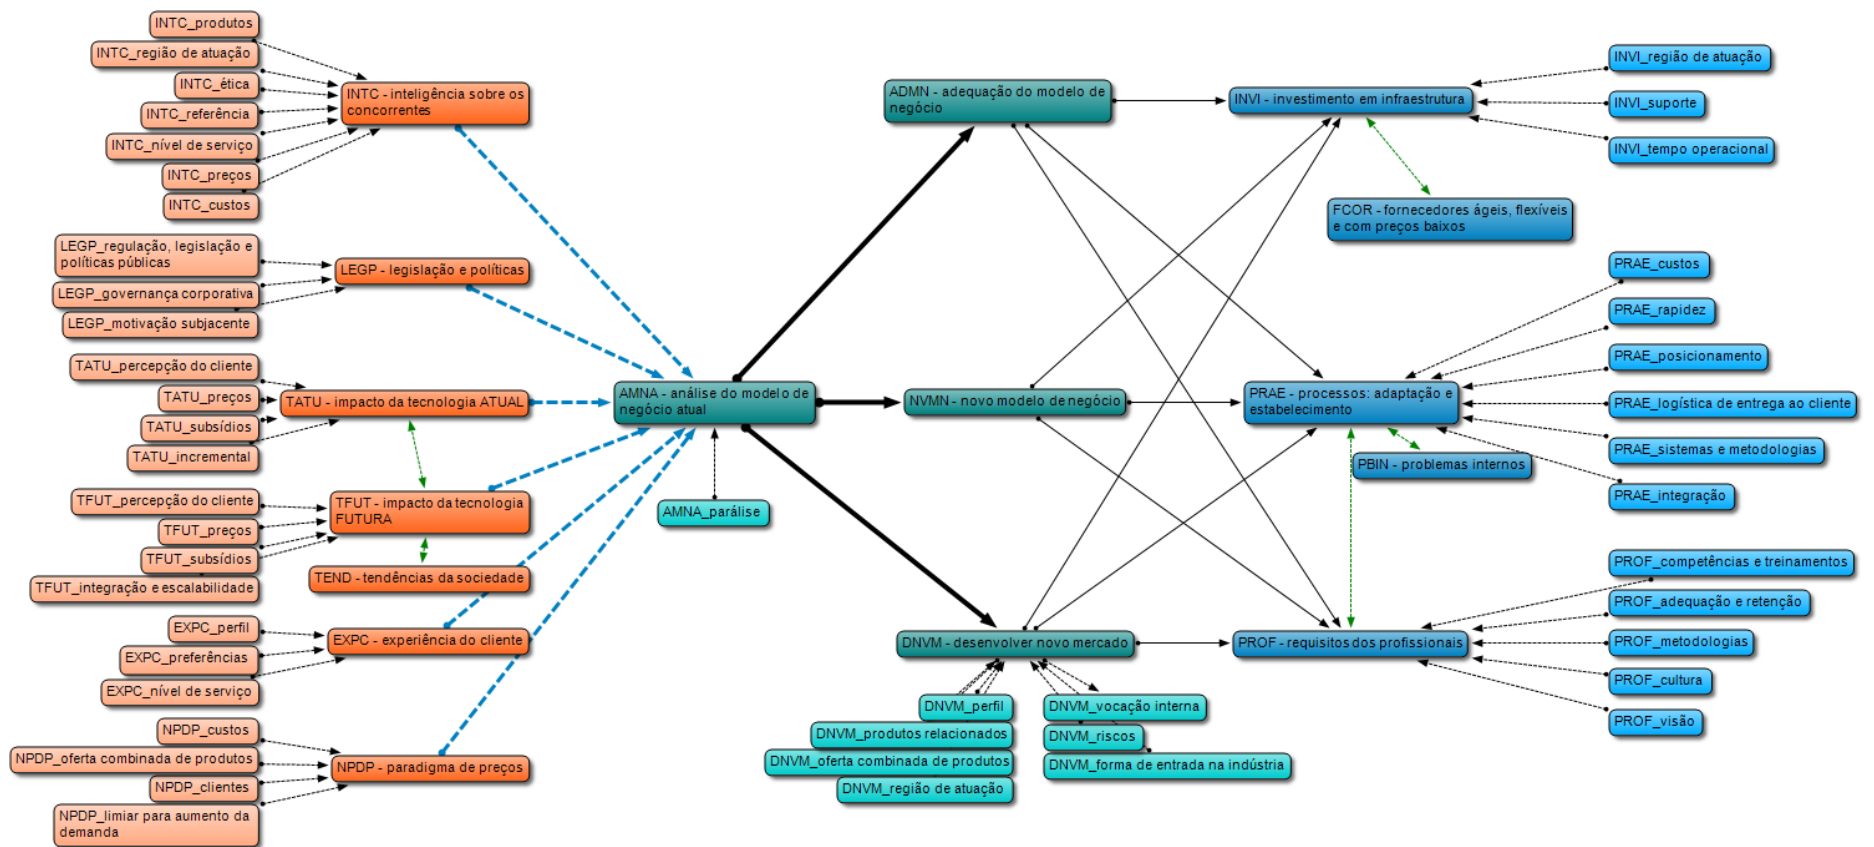 INTC_produtos
INTC_região de atuação
INTC_ética
INTC_referência
INTC_nível de serviço
INTC_preços
INTC_custos
INTC - inteligência sobre os
concorrentes
LEGP_regulação, legislação e
políticas públicas
LEGP_governança corporativa
LEGP_motivação subjacente
LEGP - legislação e políticas
TATU_percepção do cliente
TATU_preços
TATU_subsídios
TATU_incremental
TATU - impacto da tecnologia ATUAL
TFUT_percepção do cliente
TFUT_preços
TFUT_subsídios
TFUT_integração e escalabilidade
TFUT - impacto da tecnologia
FUTURA
TEND - tendências da sociedade
EXPC_perfil
EXPC_preferências
EXPC_nível de serviço
EXPC - experiência do cliente
NPDP_custos
NPDP_oferta combinada de produtos
NPDP_clientes
NPDP_limiar para aumento da
demanda
NPDP - paradigma de preços
AMNA - análise do modelo de
negócio atual
AMNA_parálise
ADMN - adequação do modelo de
negócio
NVMN - novo modelo de negócio
DNVM - desenvolver novo mercado
DNVM_perfil
DNVM_produtos relacionados
DNVM_oferta combinada de produtos
DNVM_região de atuação
DNVM_vocação interna
DNVM_riscos
DNVM_forma de entrada na indústria
INVI - investimento em infraestrutura
FCOR - fornecedores ágeis, flexíveis
e com preços baixos
PRAE - processos: adaptação e
estabelecimento
PBIN - problemas internos
PROF - requisitos dos profissionais
INVI_região de atuação
INVI_suporte
INVI_tempo operacional
PRAE_custos
PRAE_rapidez
PRAE_posicionamento
PRAE_logística de entrega ao cliente
PRAE_sistemas e metodologias
PRAE_integração
PROF_competências e treinamentos
PROF_adequação e retenção
PROF_metodologias
PROF_cultura
PROF_visão